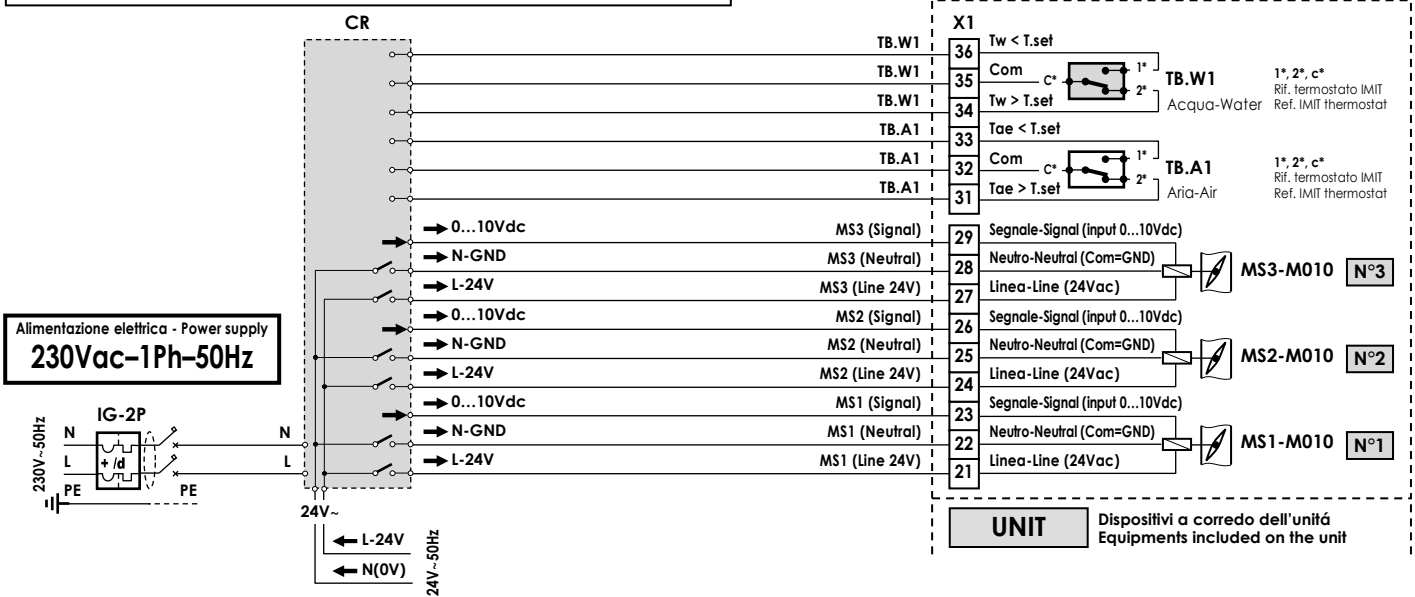 CR
X1
TB.W1
36
Tw < T.set
TB.W1
35
Com
C*
1*
2*
TB.W1
Acqua-Water
1*, 2*, c*
Rif. termostato IMIT
Ref. IMIT thermostat
TB.W1
34
Tw > T.set
TB.A1
33
Tae < T.set
TB.A1
32
Com
C*
1*
2*
TB.A1
Aria-Air
1*, 2*, c*
Rif. termostato IMIT
Ref. IMIT thermostat
TB.A1
31
Tae > T.set
0...10Vdc
MS3 (Signal)
29
Segnale-Signal (input 0...10Vdc)
N-GND
MS3 (Neutral)
28
Neutro-Neutral (Com=GND)
MS3-M010
N°3
L-24V
MS3 (Line 24V)
27
Linea-Line (24Vac)
0...10Vdc
MS2 (Signal)
26
Segnale-Signal (input 0...10Vdc)
N-GND
MS2 (Neutral)
25
Neutro-Neutral (Com=GND)
MS2-M010
N°2
L-24V
MS2 (Line 24V)
24
Linea-Line (24Vac)
0...10Vdc
MS1 (Signal)
23
Segnale-Signal (input 0...10Vdc)
N-GND
MS1 (Neutral)
22
Neutro-Neutral (Com=GND)
MS1-M010
N°1
L-24V
MS1 (Line 24V)
21
Linea-Line (24Vac)
Alimentazione elettrica - Power supply
230Vac–1Ph–50Hz
IG-2P
230V~50Hz
N
N
L
+ /d
L
PE
PE
24V~
L-24V
N(0V)
24V~50Hz
UNIT
Dispositivi a corredo dell'unitá
Equipments included on the unit